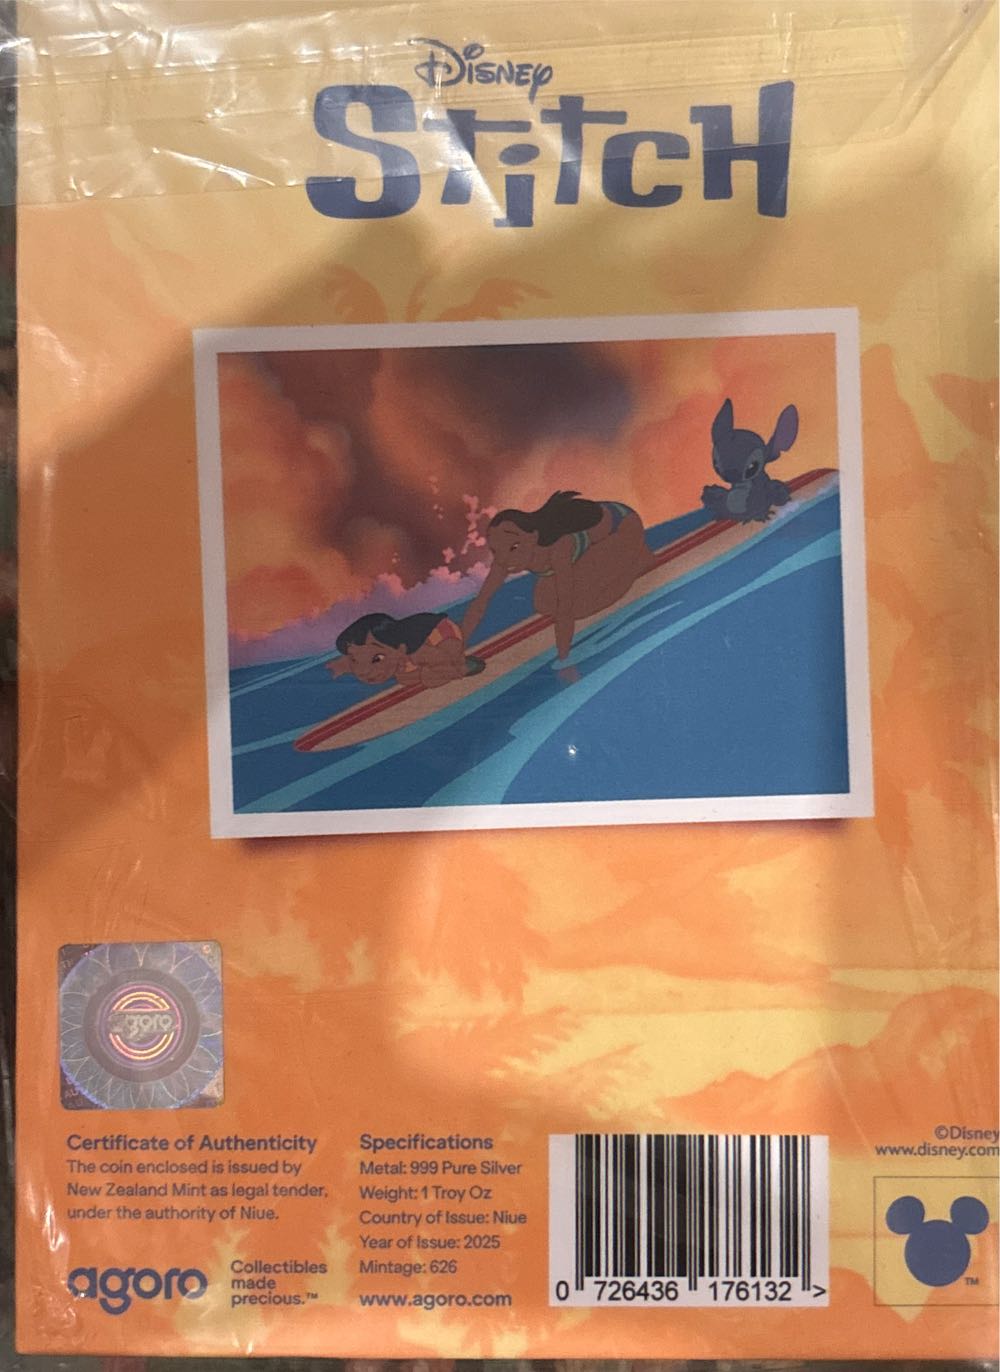 Disney
Stitch
agoro
Certificate of Authenticity
The coin enclosed is issued by
New Zealand Mint as legal tender,
under the authority of Niue.
agoro
Collectibles
made
precious.™
Specifications
Metal: 999 Pure Silver
Weight: 1 Troy Oz
Country of Issue: Niue
Year of Issue: 2025
Mintage: 626
www.agoro.com
0 726436 176132 >
©Disney
www.disney.com
™